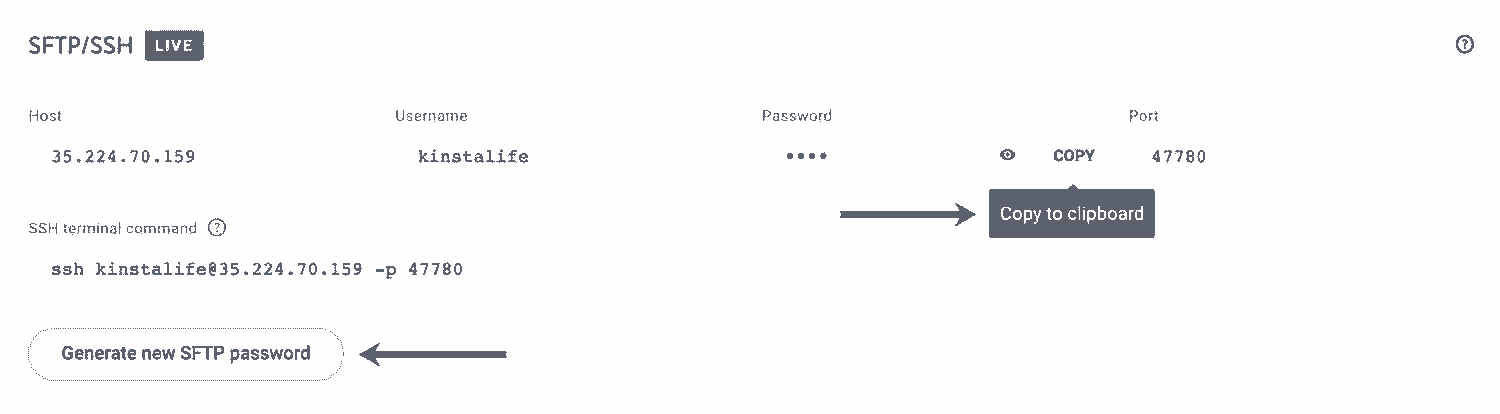 SFTP/SSH LIVE ?
Host Username Password Port
35.224.70.159 kinstalife •••• COPY 47780
Copy to clipboard
SSH terminal command ?
ssh kinstalife@35.224.70.159 -p 47780
Generate new SFTP password